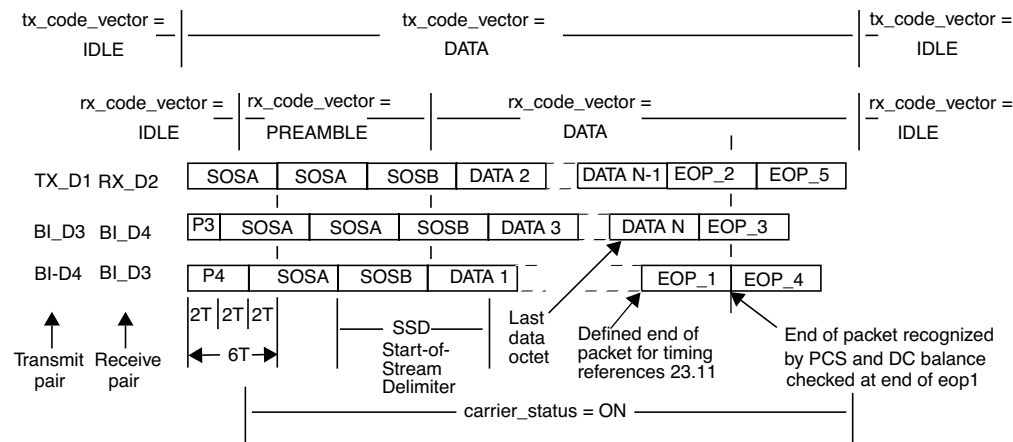 tx_code_vector = tx_code_vector = tx_code_vector =
IDLE DATA IDLE
rx_code_vector = rx_code_vector = rx_code_vector = rx_code_vector =
IDLE PREAMBLE DATA IDLE
TX_D1 RX_D2 SOSA SOSA SOSB DATA 2 DATA N-1 EOP_2 EOP_5
BI_D3 BI_D4 P3 SOSA SOSA SOSB DATA 3 DATA N EOP_3
BI-D4 BI_D3 P4 SOSA SOSB DATA 1 EOP_1 EOP_4
2T 2T 2T
6T
Transmit
pair
Receive
pair
SSD
Start-of-
Stream
Delimiter
Last
data
octet
Defined end of
packet for timing
references 23.11
End of packet recognized
by PCS and DC balance
checked at end of eop1
carrier_status = ON